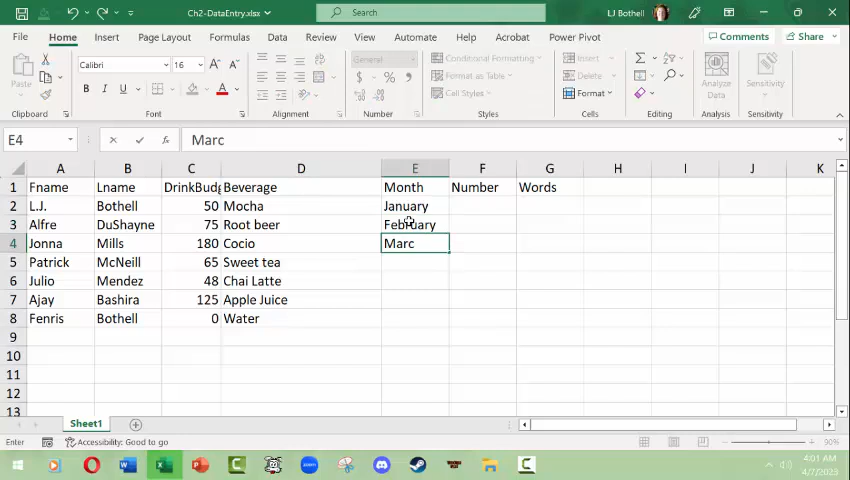 Ch2-DataEntry.xlsx
Search
LJ Bothell
File
Home
Insert
Page Layout
Formulas
Data
Review
View
Automate
Help
Acrobat
Power Pivot
Comments
Share
Paste
Clipboard
Calibri
16
B I U
Font
Alignment
General
$ % ,
Number
Conditional Formatting
Format as Table
Cell Styles
Styles
Insert
Delete
Format
Cells
Editing
Analyze Data
Analysis
Sensitivity
Sensitivity
E4
fx
Marc
A B C D E F G H I J K
1 Fname Lname DrinkBudg Beverage Month Number Words
2 L.J. Bothell 50 Mocha January
3 Alfre DuShayne 75 Root beer February
4 Jonna Mills 180 Cocio Marc
5 Patrick McNeill 65 Sweet tea
6 Julio Mendez 48 Chai Latte
7 Ajay Bashira 125 Apple Juice
8 Fenris Bothell 0 Water
9
10
11
12
13
Sheet1
Enter
Accessibility: Good to go
90%
4:01 AM
4/7/2023